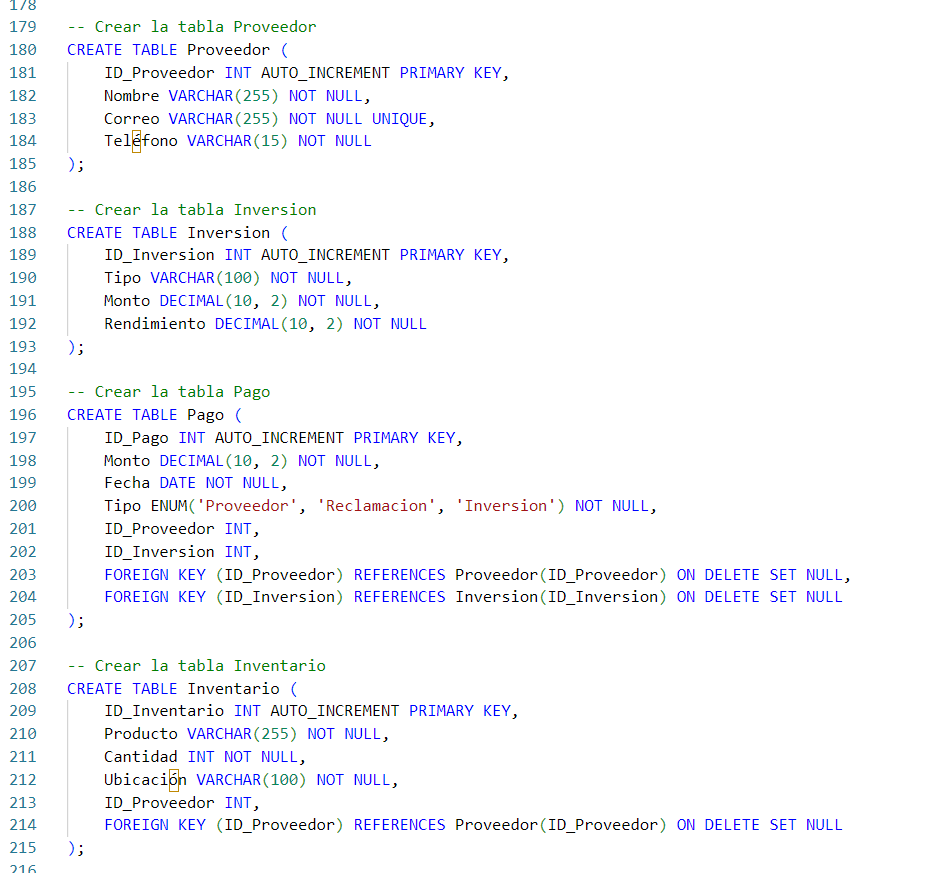 178
179 -- Crear la tabla Proveedor
180 CREATE TABLE Proveedor (
181     ID_Proveedor INT AUTO_INCREMENT PRIMARY KEY,
182     Nombre VARCHAR(255) NOT NULL,
183     Correo VARCHAR(255) NOT NULL UNIQUE,
184     Teléfono VARCHAR(15) NOT NULL
185 );
186
187 -- Crear la tabla Inversion
188 CREATE TABLE Inversion (
189     ID_Inversion INT AUTO_INCREMENT PRIMARY KEY,
190     Tipo VARCHAR(100) NOT NULL,
191     Monto DECIMAL(10, 2) NOT NULL,
192     Rendimiento DECIMAL(10, 2) NOT NULL
193 );
194
195 -- Crear la tabla Pago
196 CREATE TABLE Pago (
197     ID_Pago INT AUTO_INCREMENT PRIMARY KEY,
198     Monto DECIMAL(10, 2) NOT NULL,
199     Fecha DATE NOT NULL,
200     Tipo ENUM('Proveedor', 'Reclamacion', 'Inversion') NOT NULL,
201     ID_Proveedor INT,
202     ID_Inversion INT,
203     FOREIGN KEY (ID_Proveedor) REFERENCES Proveedor(ID_Proveedor) ON DELETE SET NULL,
204     FOREIGN KEY (ID_Inversion) REFERENCES Inversion(ID_Inversion) ON DELETE SET NULL
205 );
206
207 -- Crear la tabla Inventario
208 CREATE TABLE Inventario (
209     ID_Inventario INT AUTO_INCREMENT PRIMARY KEY,
210     Producto VARCHAR(255) NOT NULL,
211     Cantidad INT NOT NULL,
212     Ubicación VARCHAR(100) NOT NULL,
213     ID_Proveedor INT,
214     FOREIGN KEY (ID_Proveedor) REFERENCES Proveedor(ID_Proveedor) ON DELETE SET NULL
215 );
216